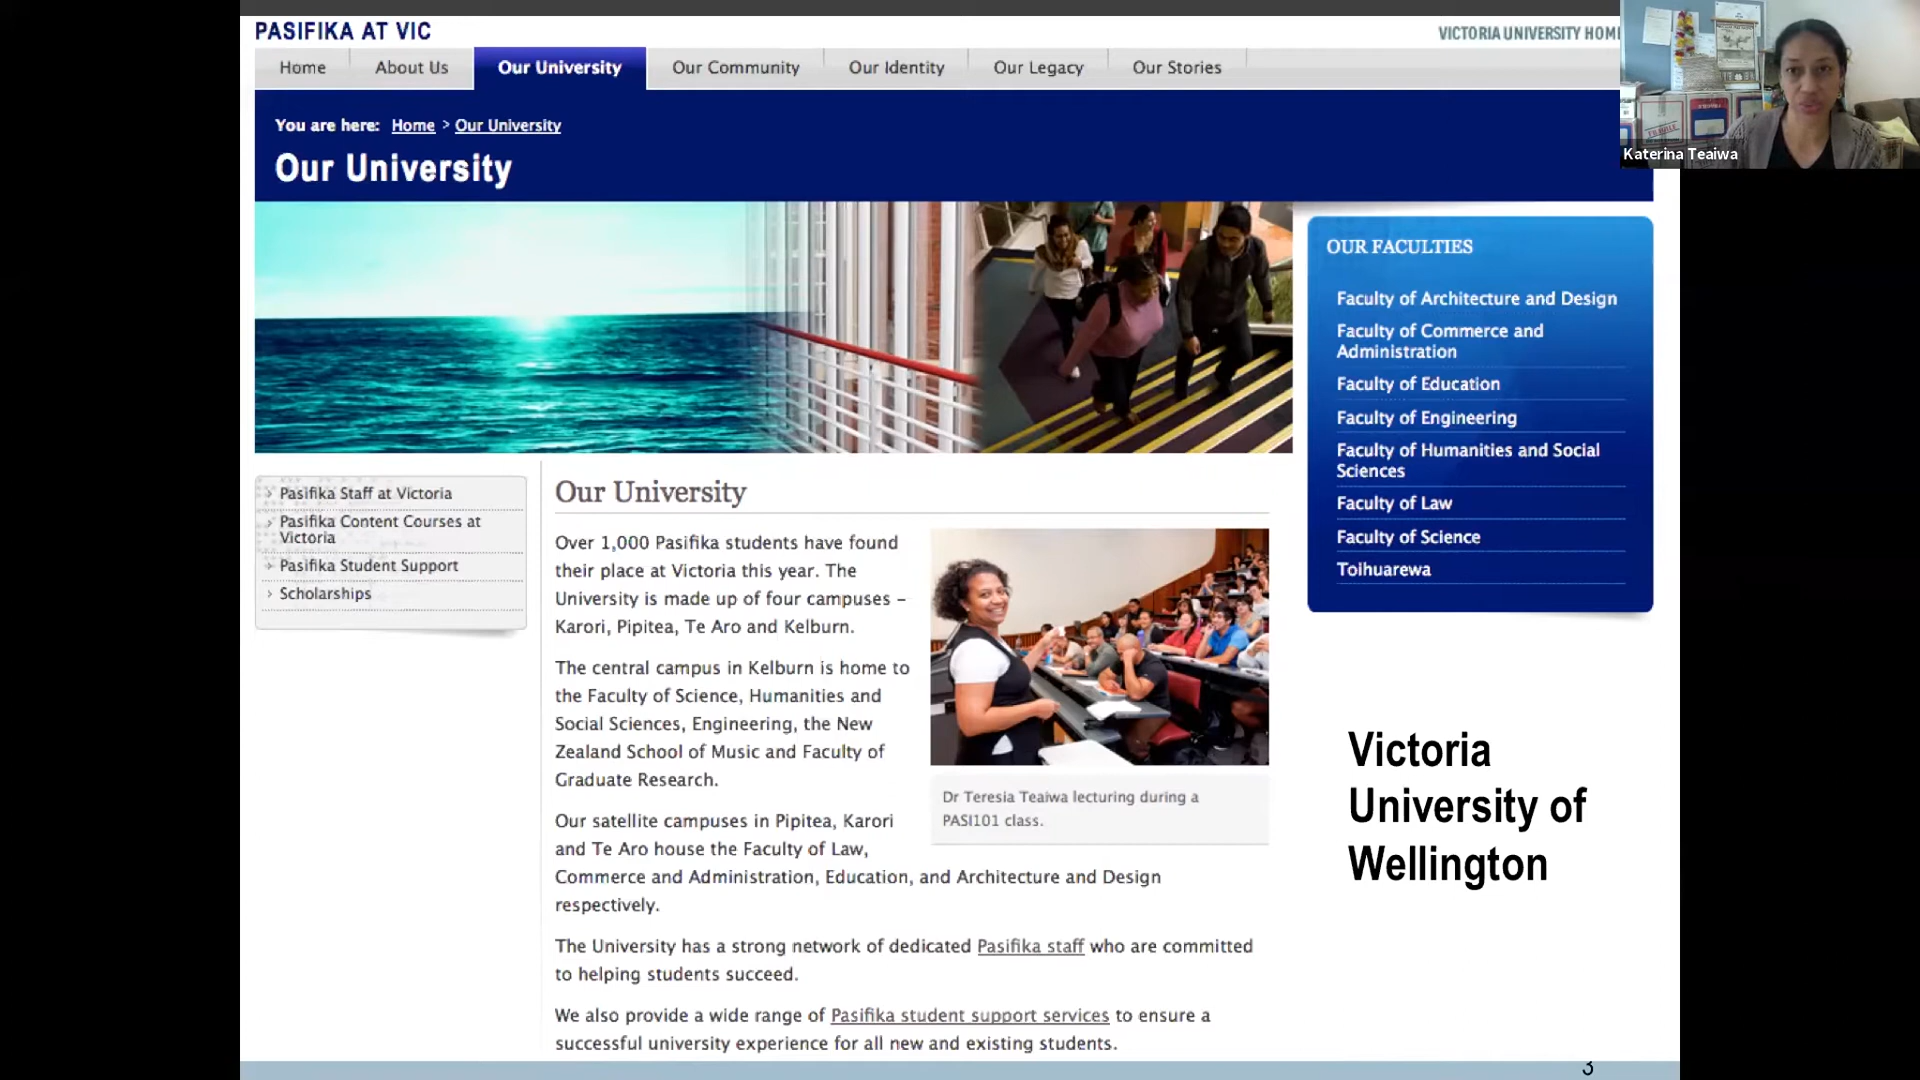 PASIFIKA AT VIC
VICTORIA UNIVERSITY HOM
Home
About Us
Our University
Our Community
Our Identity
Our Legacy
Our Stories
You are here: Home > Our University
Our University
Katerina Teaiwa
OUR FACULTIES
Faculty of Architecture and Design
Faculty of Commerce and
Administration
Faculty of Education
Faculty of Engineering
Faculty of Humanities and Social
Sciences
Faculty of Law
Faculty of Science
Toihuarewa
Pasifika Staff at Victoria
Pasifika Content Courses at
Victoria
Pasifika Student Support
Scholarships
Our University
Over 1,000 Pasifika students have found
their place at Victoria this year. The
University is made up of four campuses –
Karori, Pipitea, Te Aro and Kelburn.
The central campus in Kelburn is home to
the Faculty of Science, Humanities and
Social Sciences, Engineering, the New
Zealand School of Music and Faculty of
Graduate Research.
Our satellite campuses in Pipitea, Karori
and Te Aro house the Faculty of Law,
Commerce and Administration, Education, and Architecture and Design
respectively.
The University has a strong network of dedicated Pasifika staff who are committed
to helping students succeed.
We also provide a wide range of Pasifika student support services to ensure a
successful university experience for all new and existing students.
Dr Teresia Teaiwa lecturing during a
PASI101 class.
Victoria
University of
Wellington
3